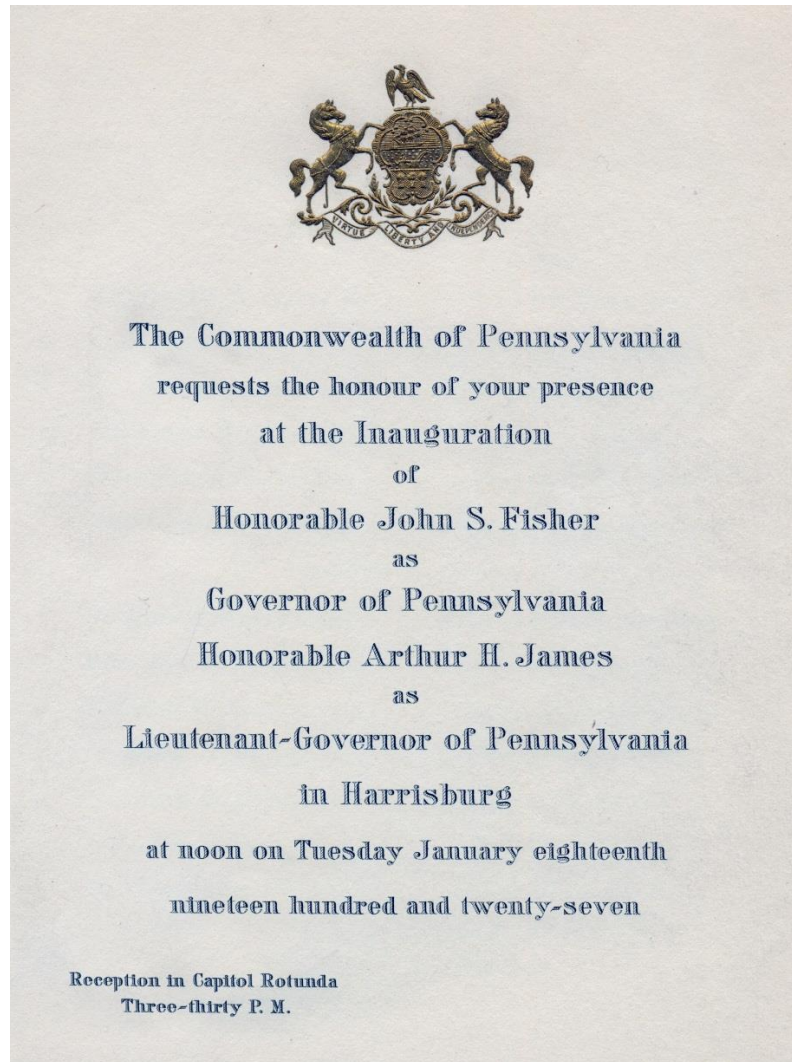 VIRTUE LIBERTY AND INDEPENDENCE
The Commonwealth of Pennsylvania
requests the honour of your presence
at the Inauguration
of
Honorable John S. Fisher
as
Governor of Pennsylvania
Honorable Arthur H. James
as
Lieutenant-Governor of Pennsylvania
in Harrisburg
at noon on Tuesday January eighteenth
nineteen hundred and twenty-seven
Reception in Capitol Rotunda
Three-thirty P. M.